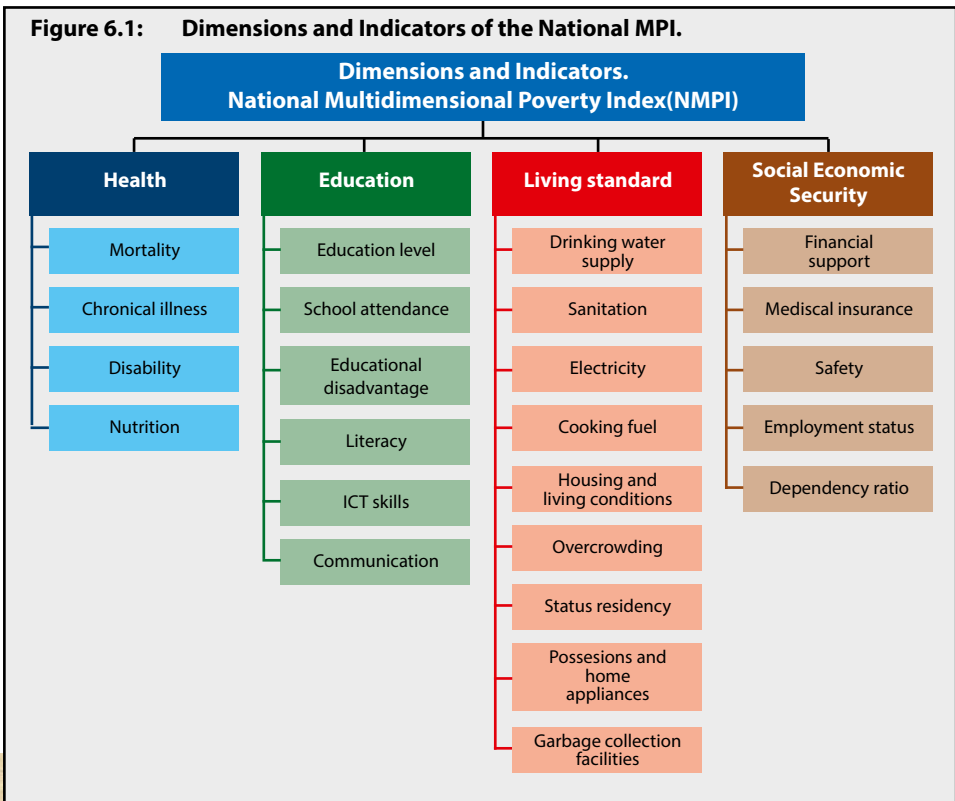 Figure 6.1: Dimensions and Indicators of the National MPI.
Dimensions and Indicators.
National Multidimensional Poverty Index(NMPI)
Health
Mortality
Chronical illness
Disability
Nutrition
Education
Education level
School attendance
Educational
disadvantage
Literacy
ICT skills
Communication
Living standard
Drinking water
supply
Sanitation
Electricity
Cooking fuel
Housing and
living conditions
Overcrowding
Status residency
Possesions and
home
appliances
Garbage collection
facilities
Social Economic
Security
Financial
support
Mediscal insurance
Safety
Employment status
Dependency ratio